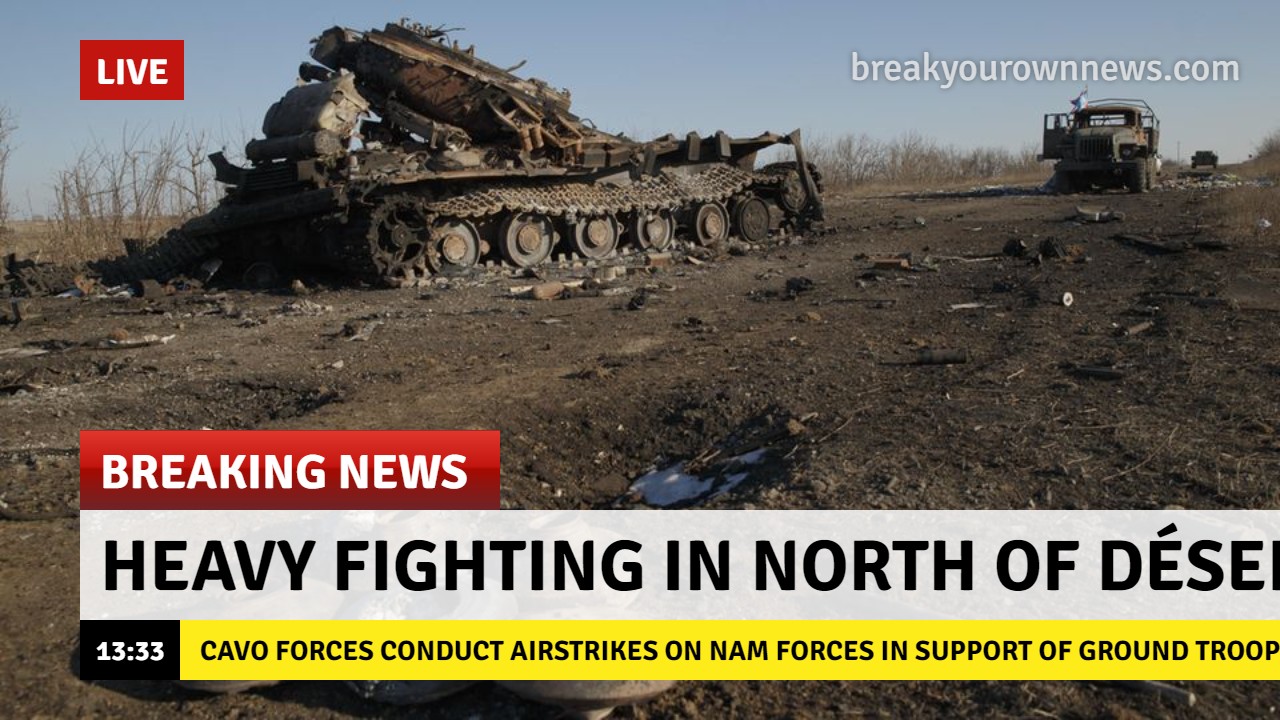 LIVE
breakyourownnews.com
BREAKING NEWS
HEAVY FIGHTING IN NORTH OF
13:33
CAVO FORCES CONDUCT AIRSTRIKES ON NAM FORCES IN SUPPORT OF GROUND TROOP